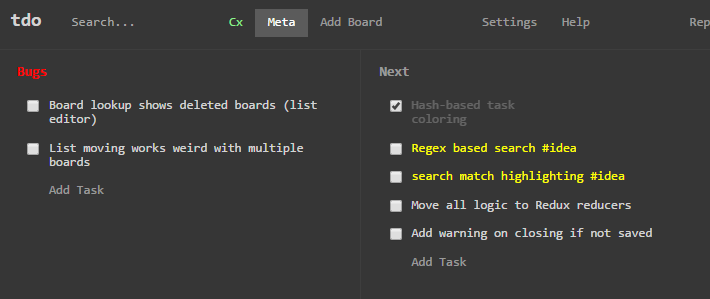 tdo Search... Cx Meta Add Board Settings Help Rep
Bugs
Board lookup shows deleted boards (list
editor)
List moving works weird with multiple
boards
Add Task
Next
Hash-based task
coloring
Regex based search #idea
search match highlighting #idea
Move all logic to Redux reducers
Add warning on closing if not saved
Add Task